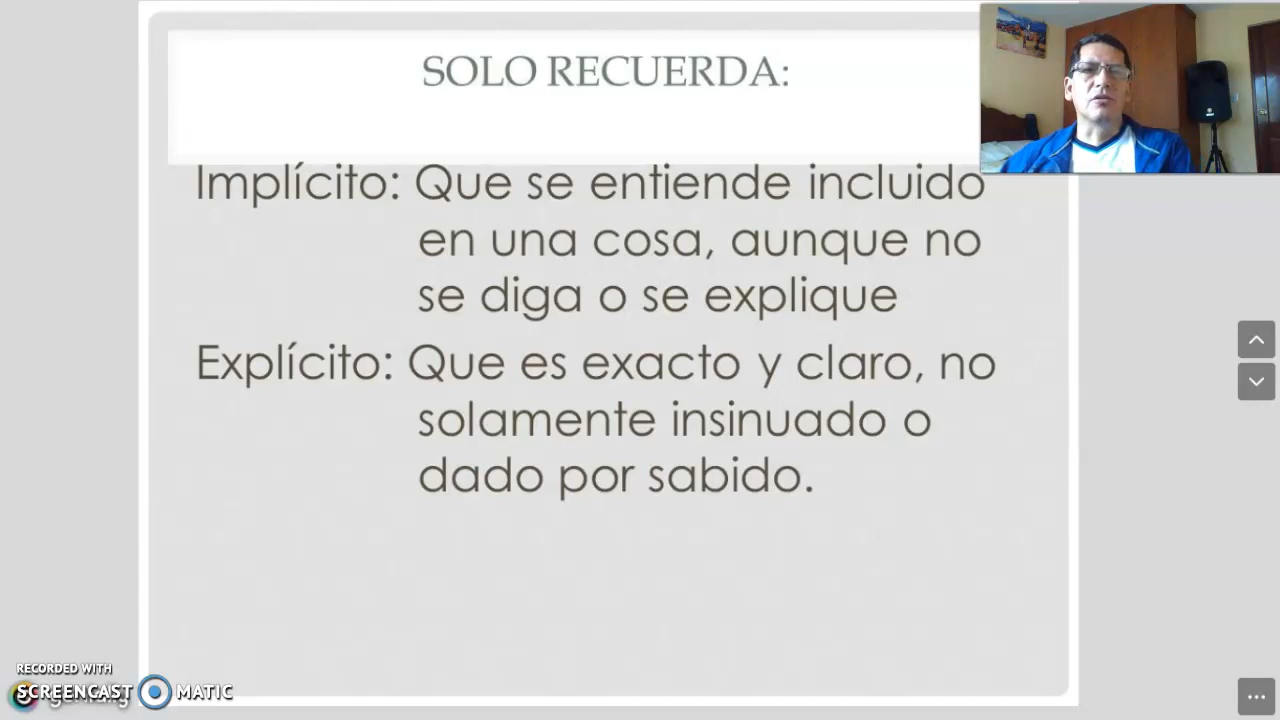 SOLO RECUERDA:
Implícito: Que se entiende incluido
en una cosa, aunque no
se diga o se explique
Explícito: Que es exacto y claro, no
solamente insinuado o
dado por sabido.
RECORDED WITH
SCREENCAST MATIC